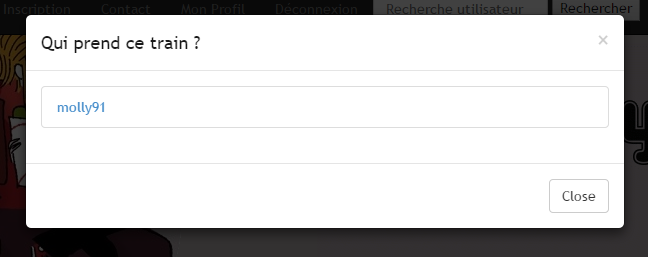 Inscription Contact Mon Profil Déconnexion Recherche utilisateur Rechercher
Qui prend ce train ?
×
molly91
Close